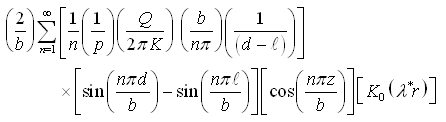 (2/b) ∑_{n=1}^{∞} [ 1/n (1/p) (Q/2πK) (b/nπ) (1/(d−ℓ)) ]
× [ sin(nπd/b) − sin(nπℓ/b) ] [ cos(nπz/b) ] [ K₀(λ*r) ]